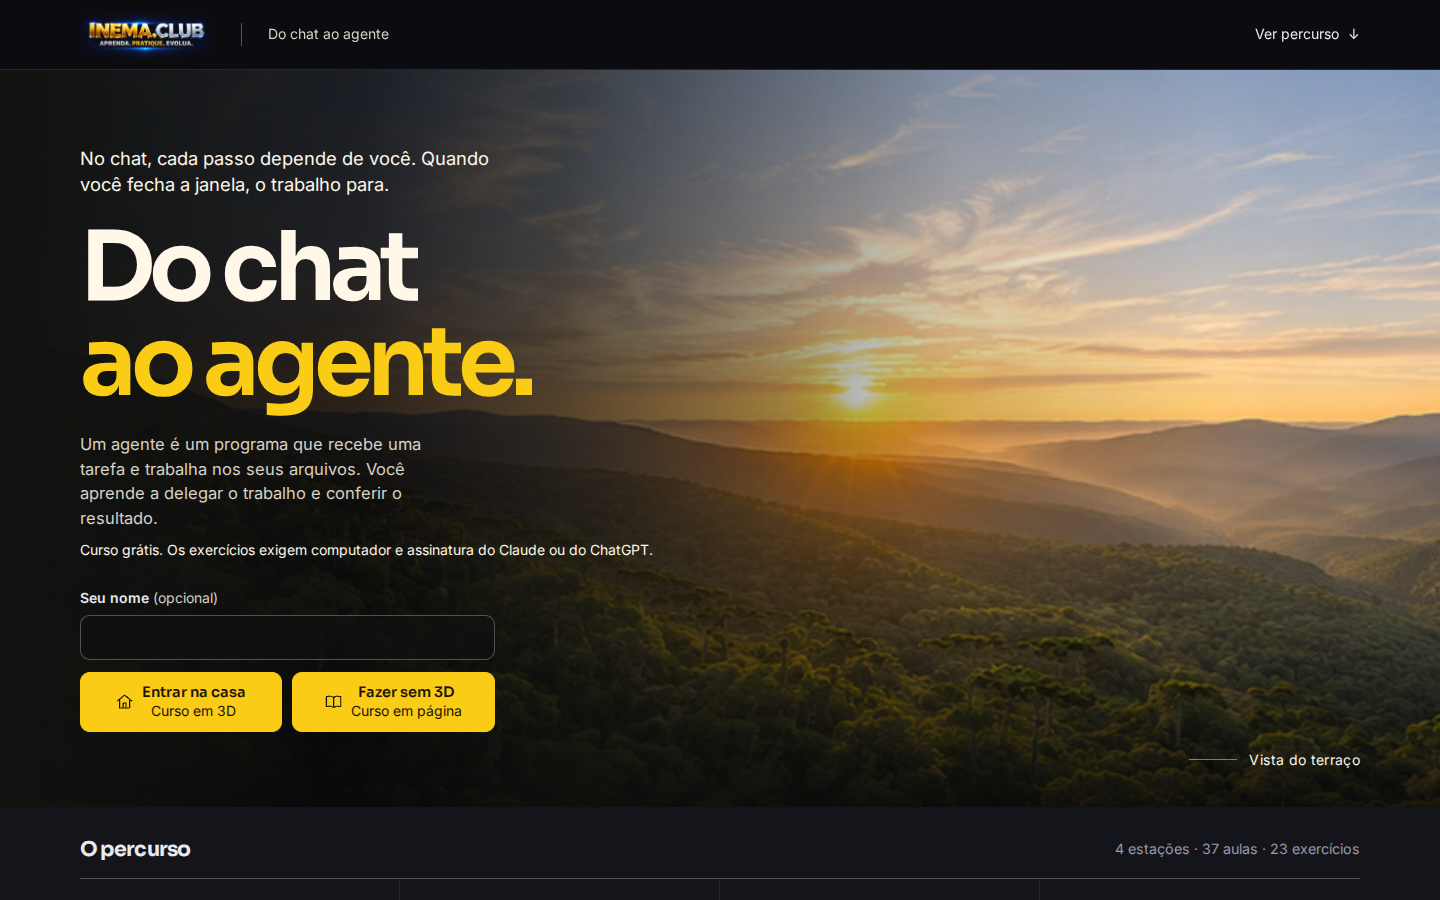 INEMA.CLUB
APRENDA. PRATIQUE. EVOLUA.
Do chat ao agente
Ver percurso ↓
No chat, cada passo depende de você. Quando
você fecha a janela, o trabalho para.
Do chat
ao agente.
Um agente é um programa que recebe uma
tarefa e trabalha nos seus arquivos. Você
aprende a delegar o trabalho e conferir o
resultado.
Curso grátis. Os exercícios exigem computador e assinatura do Claude ou do ChatGPT.
Seu nome (opcional)
Entrar na casa
Curso em 3D
Fazer sem 3D
Curso em página
Vista do terraço
O percurso
4 estações · 37 aulas · 23 exercícios